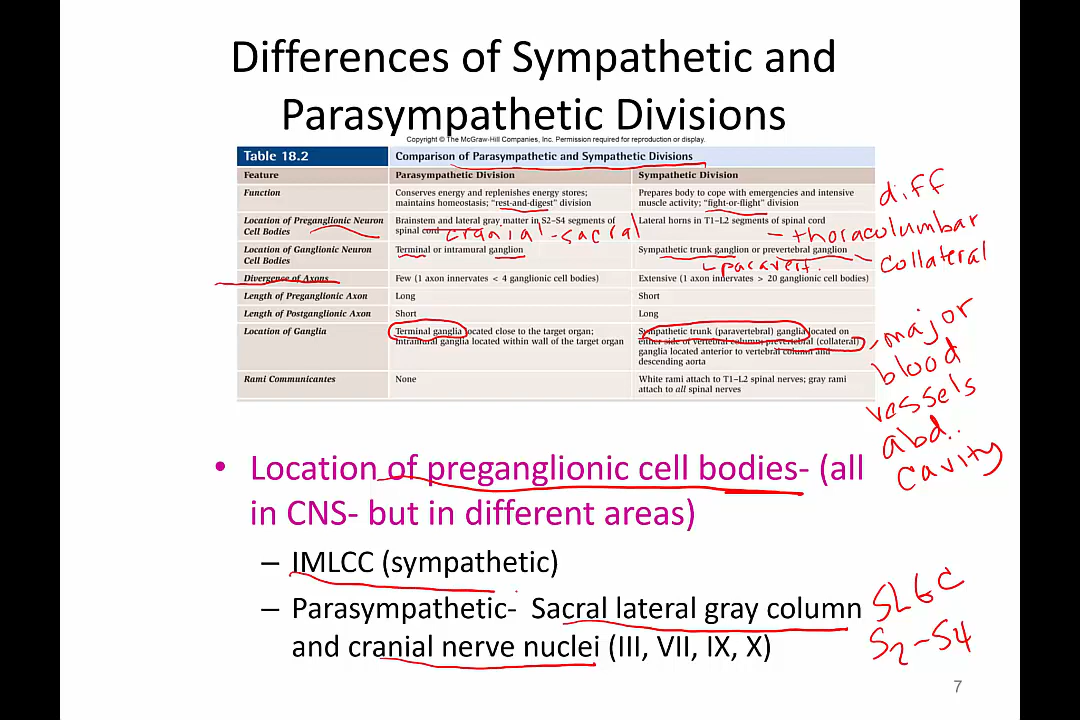 Differences of Sympathetic and
Parasympathetic Divisions
Copyright © The McGraw-Hill Companies, Inc. Permission required for reproduction or display.
Table 18.2 Comparison of Parasympathetic and Sympathetic Divisions
Feature Parasympathetic Division Sympathetic Division
Function Conserves energy and replenishes energy stores; Prepares body to cope with emergencies and intensive
maintains homeostasis; "rest-and-digest" division muscle activity; "fight-or-flight" division
diff
Location of Preganglionic Neuron Brainstem and lateral gray matter in S2–S4 segments of Lateral horns in T1–L2 segments of spinal cord
Cell Bodies spinal cord
cranial - sacral
- thoracolumbar
Location of Ganglionic Neuron Terminal or intramural ganglion Sympathetic trunk ganglion or prevertebral ganglion
Cell Bodies
collateral
paravert.
Divergence of Axons Few (1 axon innervates < 4 ganglionic cell bodies) Extensive (1 axon innervates > 20 ganglionic cell bodies)
Length of Preganglionic Axon Long Short
Length of Postganglionic Axon Short Long
Location of Ganglia Terminal ganglia located close to the target organ; Sympathetic trunk (paravertebral) ganglia located on
intramural ganglia located within wall of the target organ either side of vertebral column; prevertebral (collateral)
ganglia located anterior to vertebral column and
descending aorta
- major
blood
vessels
abd.
cavity
Rami Communicantes None White rami attach to T1–L2 spinal nerves; gray rami
attach to all spinal nerves
• Location of preganglionic cell bodies- (all
in CNS- but in different areas)
– IMLCC (sympathetic)
– Parasympathetic- Sacral lateral gray column
and cranial nerve nuclei (III, VII, IX, X)
SLGC
S2-S4
7